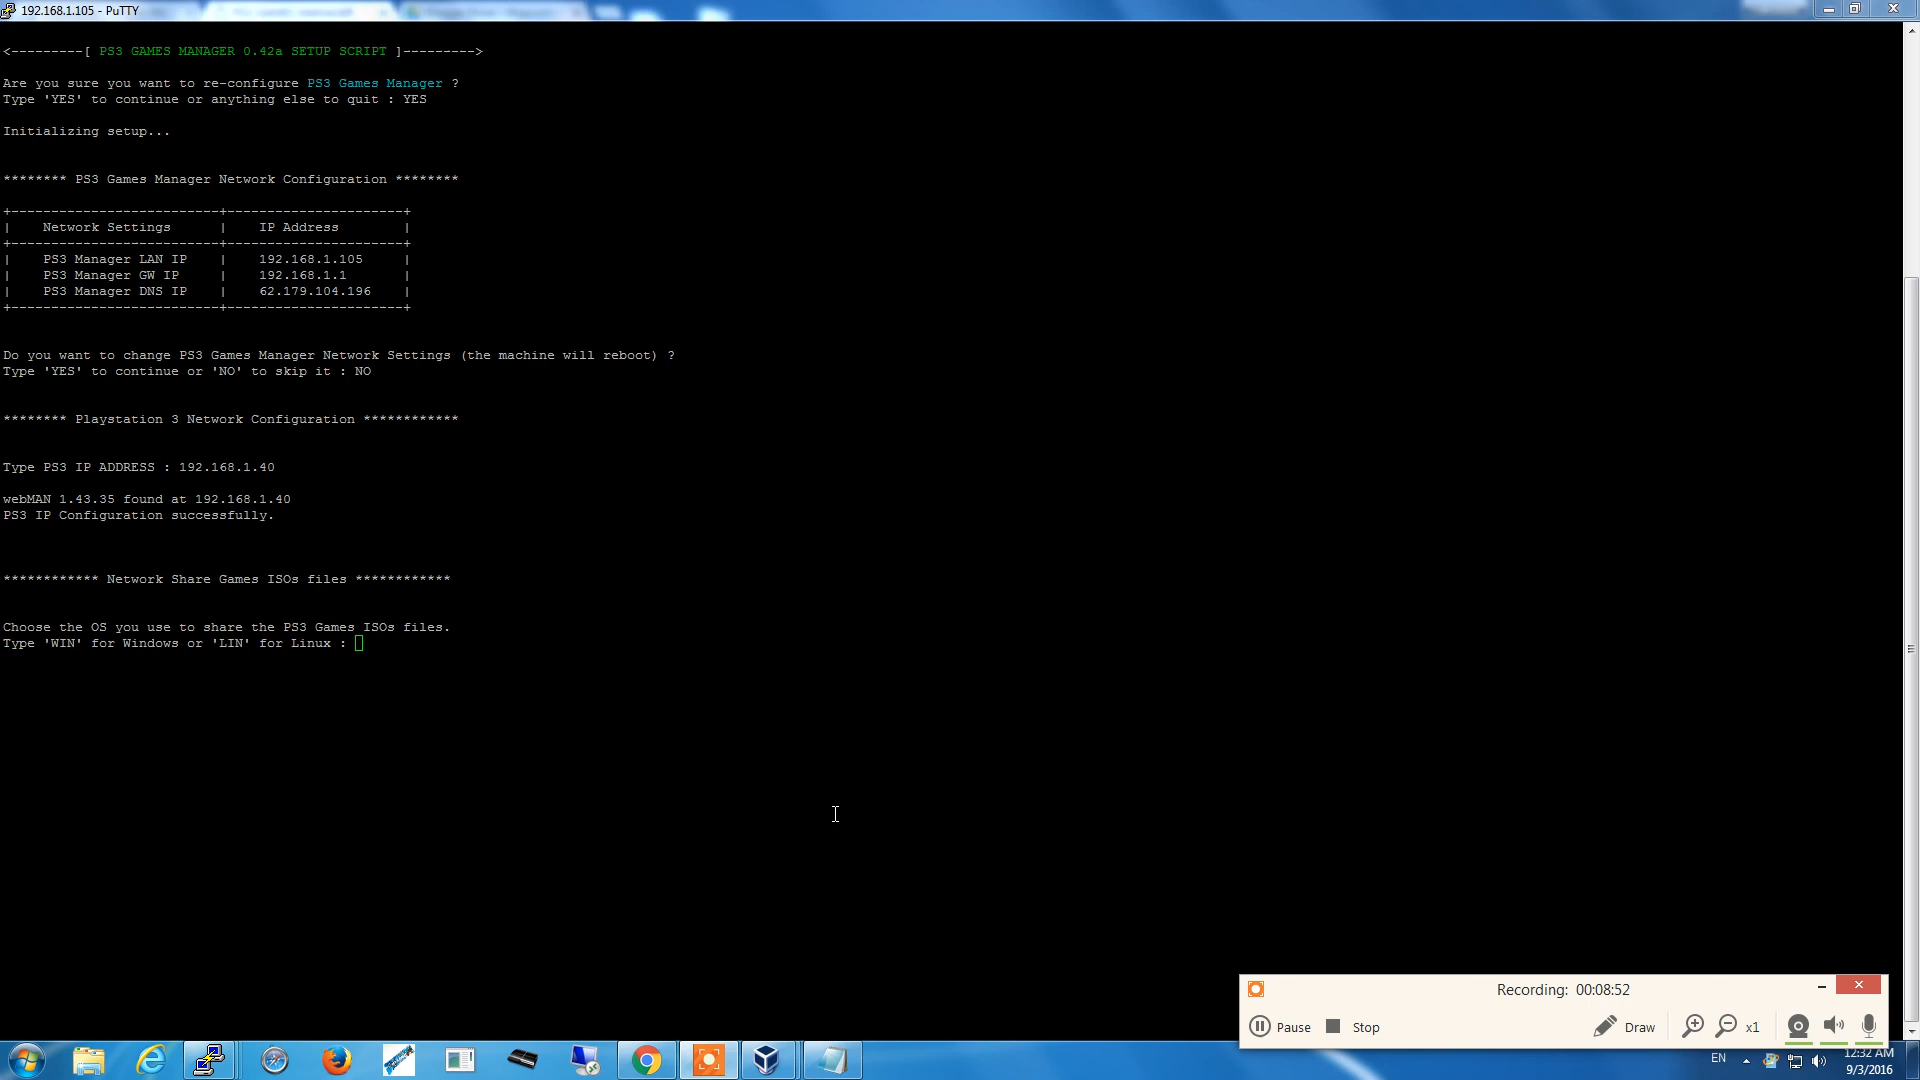 192.168.1.105 - PuTTY
<---------[ PS3 GAMES MANAGER 0.42a SETUP SCRIPT ]--------->
Are you sure you want to re-configure PS3 Games Manager ?
Type 'YES' to continue or anything else to quit : YES
Initializing setup...
******** PS3 Games Manager Network Configuration ********
+---------------------------+----------------------+
| Network Settings | IP Address |
+---------------------------+----------------------+
| PS3 Manager LAN IP | 192.168.1.105 |
| PS3 Manager GW IP | 192.168.1.1 |
| PS3 Manager DNS IP | 62.179.104.196 |
+---------------------------+----------------------+
Do you want to change PS3 Games Manager Network Settings (the machine will reboot) ?
Type 'YES' to continue or 'NO' to skip it : NO
******** Playstation 3 Network Configuration ************
Type PS3 IP ADDRESS : 192.168.1.40
webMAN 1.43.35 found at 192.168.1.40
PS3 IP Configuration successfully.
************ Network Share Games ISOs files ************
Choose the OS you use to share the PS3 Games ISOs files.
Type 'WIN' for Windows or 'LIN' for Linux :
Recording: 00:08:52
Pause Stop Draw x1
EN
12:32 AM
9/3/2016